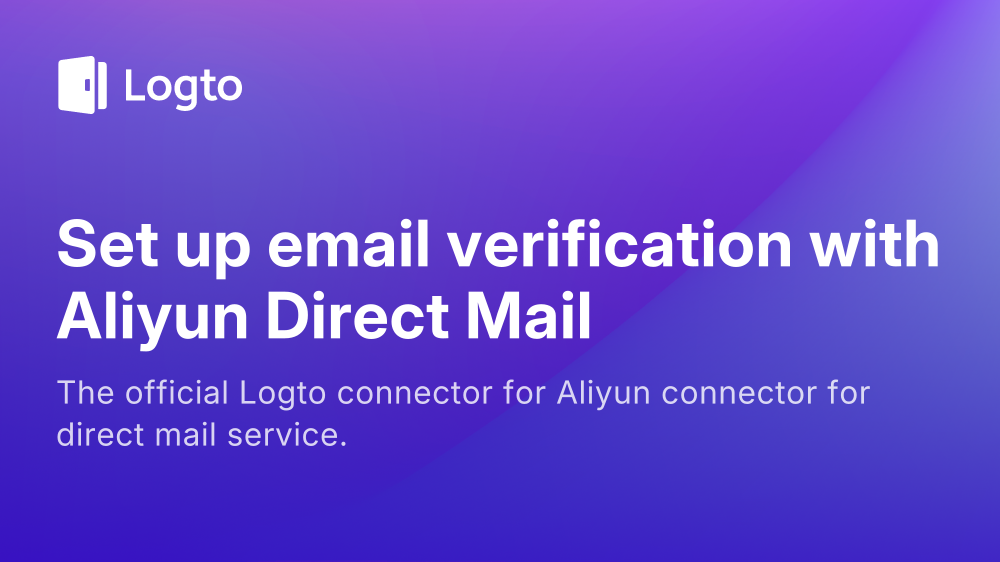 Logto
Set up email verification with
Aliyun Direct Mail
The official Logto connector for Aliyun connector for
direct mail service.